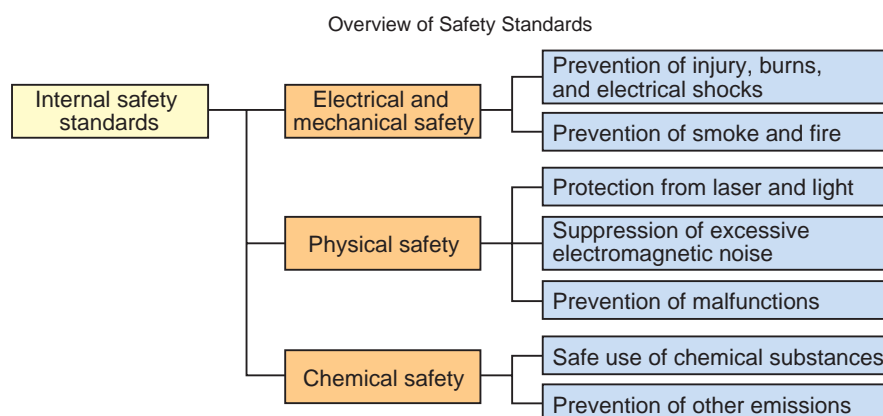 Overview of Safety Standards
Internal safety
standards
Electrical and
mechanical safety
Prevention of injury, burns,
and electrical shocks
Prevention of smoke and fire
Physical safety
Protection from laser and light
Suppression of excessive
electromagnetic noise
Prevention of malfunctions
Chemical safety
Safe use of chemical substances
Prevention of other emissions